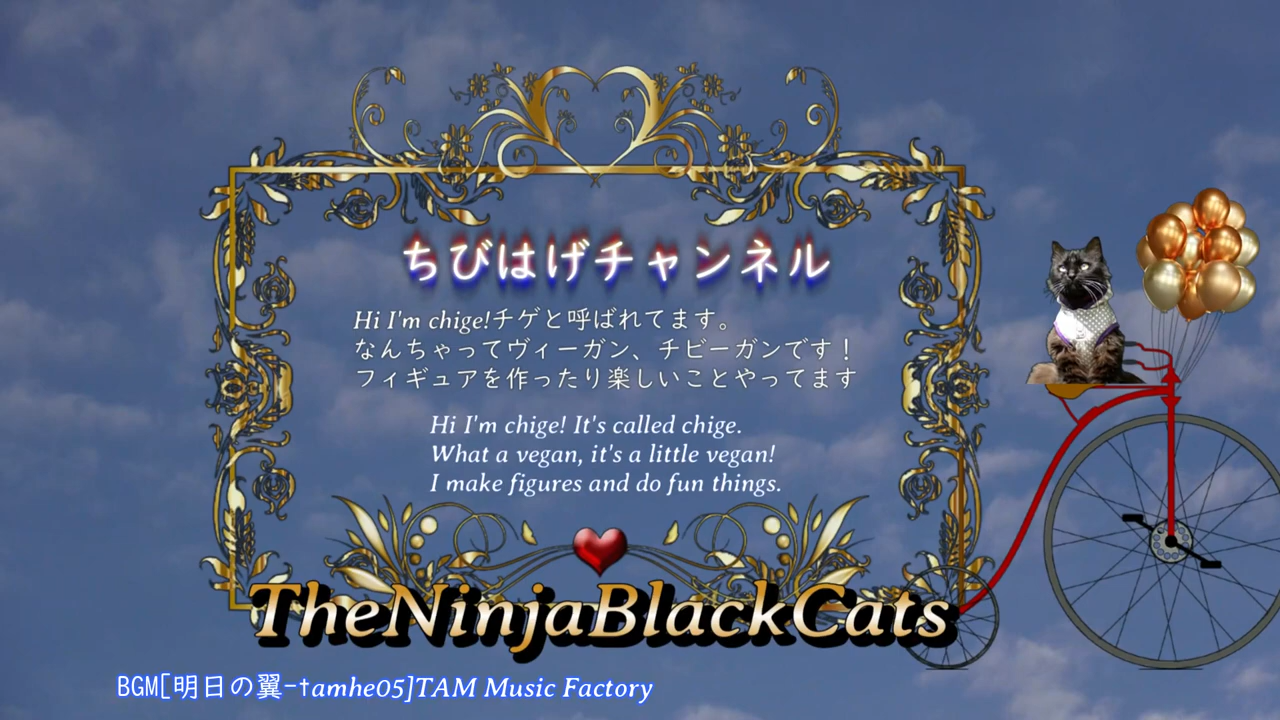 ちびはげチャンネル
Hi I'm chige!チゲと呼ばれてます。
なんちゃってヴィーガン、チビーガンです！
フィギュアを作ったり楽しいことやってます
Hi I'm chige! It's called chige.
What a vegan, it's a little vegan!
I make figures and do fun things.
TheNinjaBlackCats
BGM[明日の翼-†amhe05]TAM Music Factory